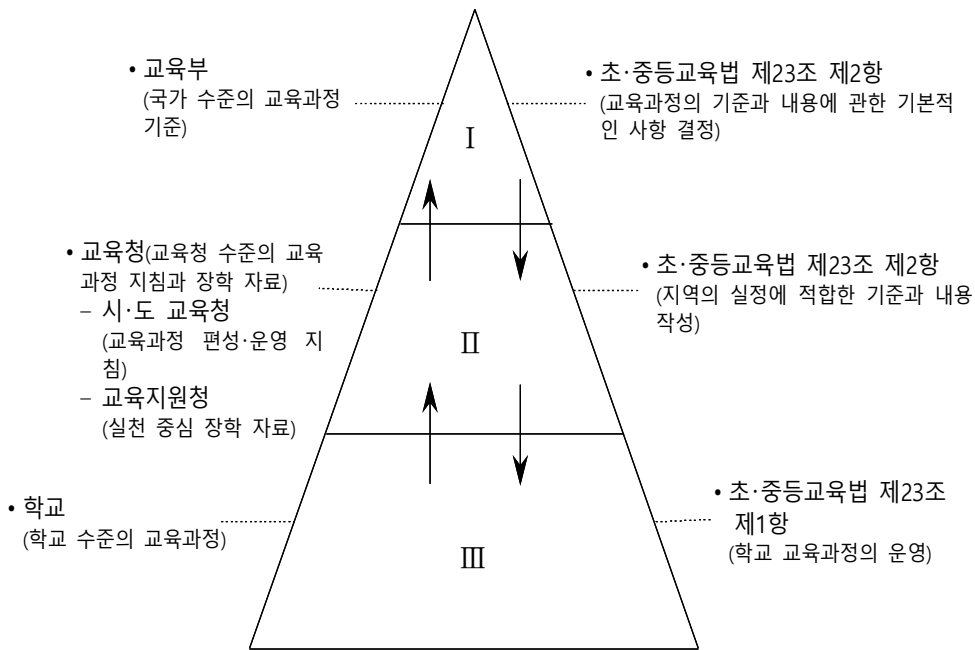 • 교육부
(국가 수준의 교육과정
기준)
• 초·중등교육법 제23조 제2항
(교육과정의 기준과 내용에 관한 기본적
인 사항 결정)
Ⅰ
• 교육청(교육청 수준의 교육
과정 지침과 장학 자료)
– 시·도 교육청
(교육과정 편성·운영 지
침)
– 교육지원청
(실천 중심 장학 자료)
• 초·중등교육법 제23조 제2항
(지역의 실정에 적합한 기준과 내용
작성)
Ⅱ
• 학교
(학교 수준의 교육과정)
• 초·중등교육법 제23조
제1항
(학교 교육과정의 운영)
Ⅲ